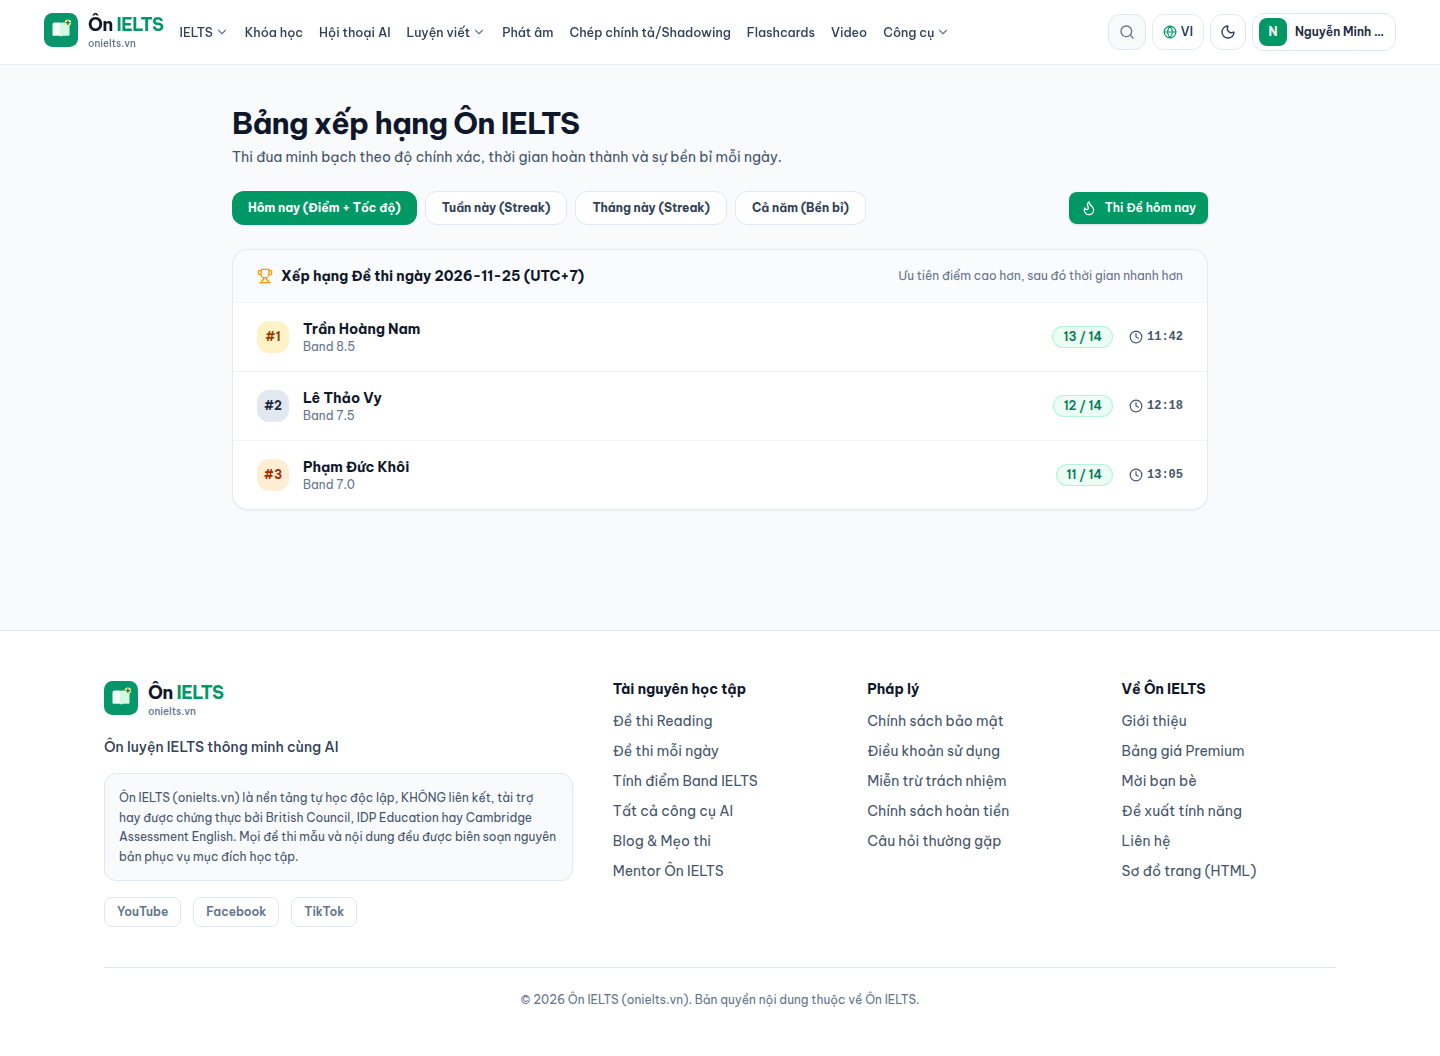 Ôn IELTS
onielts.vn
IELTS Khóa học Hội thoại AI Luyện viết Phát âm Chép chính tả/Shadowing Flashcards Video Công cụ
VI
N Nguyễn Minh ...
Bảng xếp hạng Ôn IELTS
Thi đua minh bạch theo độ chính xác, thời gian hoàn thành và sự bền bỉ mỗi ngày.
Hôm nay (Điểm + Tốc độ) Tuần này (Streak) Tháng này (Streak) Cả năm (Bền bỉ) Thi Đề hôm nay
Xếp hạng Đề thi ngày 2026-11-25 (UTC+7) Ưu tiên điểm cao hơn, sau đó thời gian nhanh hơn
#1 Trần Hoàng Nam 13 / 14 11:42
Band 8.5
#2 Lê Thảo Vy 12 / 14 12:18
Band 7.5
#3 Phạm Đức Khôi 11 / 14 13:05
Band 7.0
Ôn IELTS
onielts.vn
Ôn luyện IELTS thông minh cùng AI
Ôn IELTS (onielts.vn) là nền tảng tự học độc lập, KHÔNG liên kết, tài trợ
hay được chứng thực bởi British Council, IDP Education hay Cambridge
Assessment English. Mọi đề thi mẫu và nội dung đều được biên soạn nguyên
bản phục vụ mục đích học tập.
YouTube Facebook TikTok
Tài nguyên học tập
Đề thi Reading
Đề thi mỗi ngày
Tính điểm Band IELTS
Tất cả công cụ AI
Blog & Mẹo thi
Mentor Ôn IELTS
Pháp lý
Chính sách bảo mật
Điều khoản sử dụng
Miễn trừ trách nhiệm
Chính sách hoàn tiền
Câu hỏi thường gặp
Về Ôn IELTS
Giới thiệu
Bảng giá Premium
Mời bạn bè
Đề xuất tính năng
Liên hệ
Sơ đồ trang (HTML)
© 2026 Ôn IELTS (onielts.vn). Bản quyền nội dung thuộc về Ôn IELTS.